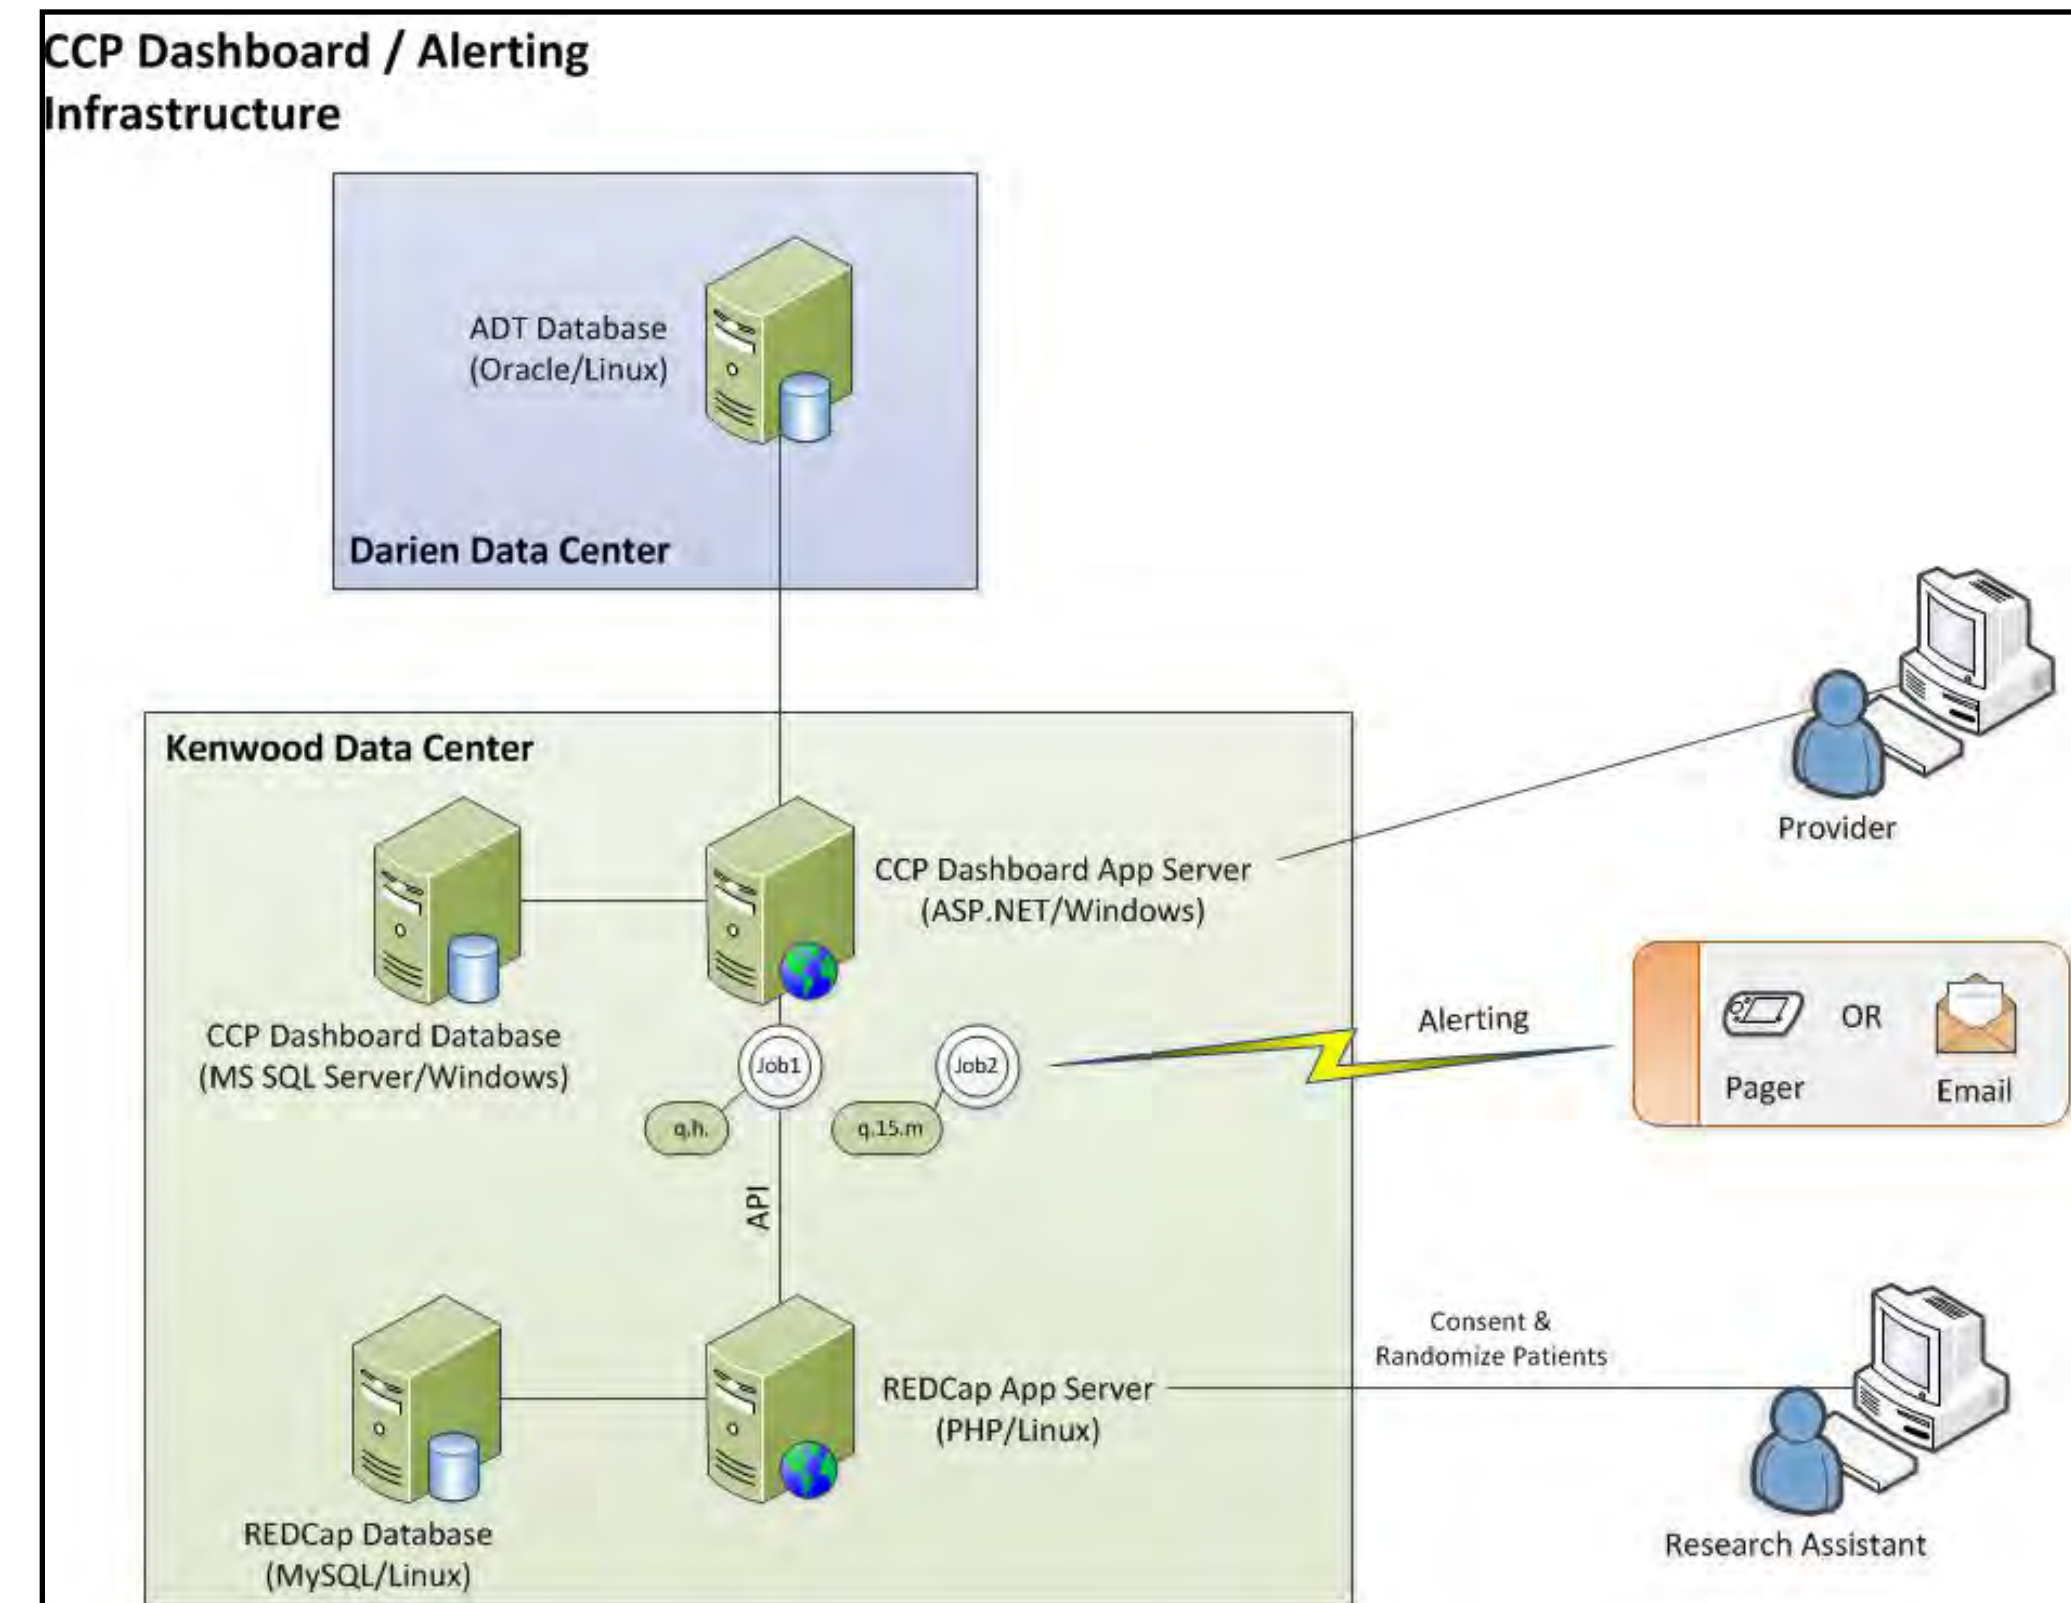 CCP Dashboard / Alerting
Infrastructure
ADT Database
(Oracle/Linux)
Darien Data Center
Kenwood Data Center
Provider
CCP Dashboard App Server
(ASP.NET/Windows)
CCP Dashboard Database
(MS SQL Server/Windows)
Job1
Job2
q.h.
q.15.m
Alerting
OR
Pager
Email
API
Consent &
Randomize Patients
REDCap App Server
(PHP/Linux)
REDCap Database
(MySQL/Linux)
Research Assistant